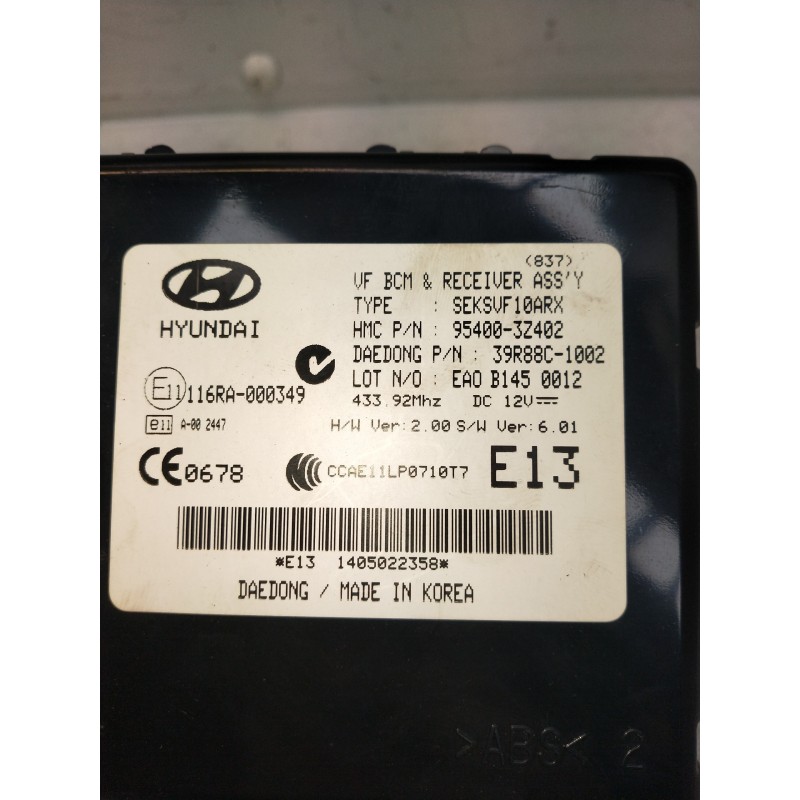 (837)
VF BCM & RECEIVER ASS'Y
TYPE : SEKSVF10ARX
HYUNDAI
HMC P/N : 95400-3Z402
DAEDONG P/N : 39R88C-1002
LOT N/O : EAO B145 0012
E11 116RA-000349
433.92Mhz DC 12V
e11 A-00 2447
H/W Ver:2.00 S/W Ver:6.01
CE0678
CCAE11LP0710T7
E13
*E13 1405022358*
DAEDONG / MADE IN KOREA
>ABS< 2